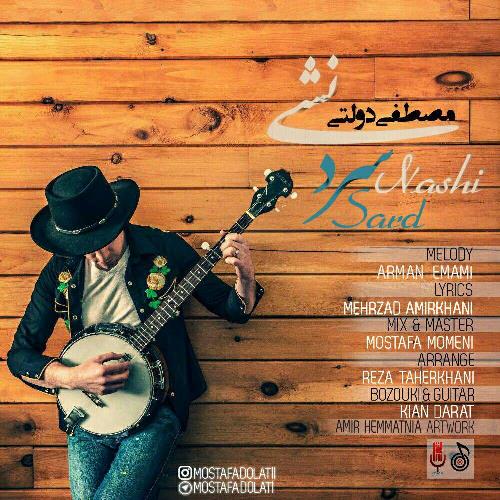 نشی
مصطفی دولتی
سرد
Nashi
Sard
MELODY
ARMAN EMAMI
LYRICS
MEHRZAD AMIRKHANI
MIX & MASTER
MOSTAFA MOMENI
ARRANGE
REZA TAHERKHANI
BOZOUKI & GUITAR
KIAN DARAT
AMIR HEMMATNIA ARTWORK
MOSTAFADOLATII
MOSTAFADOLATI